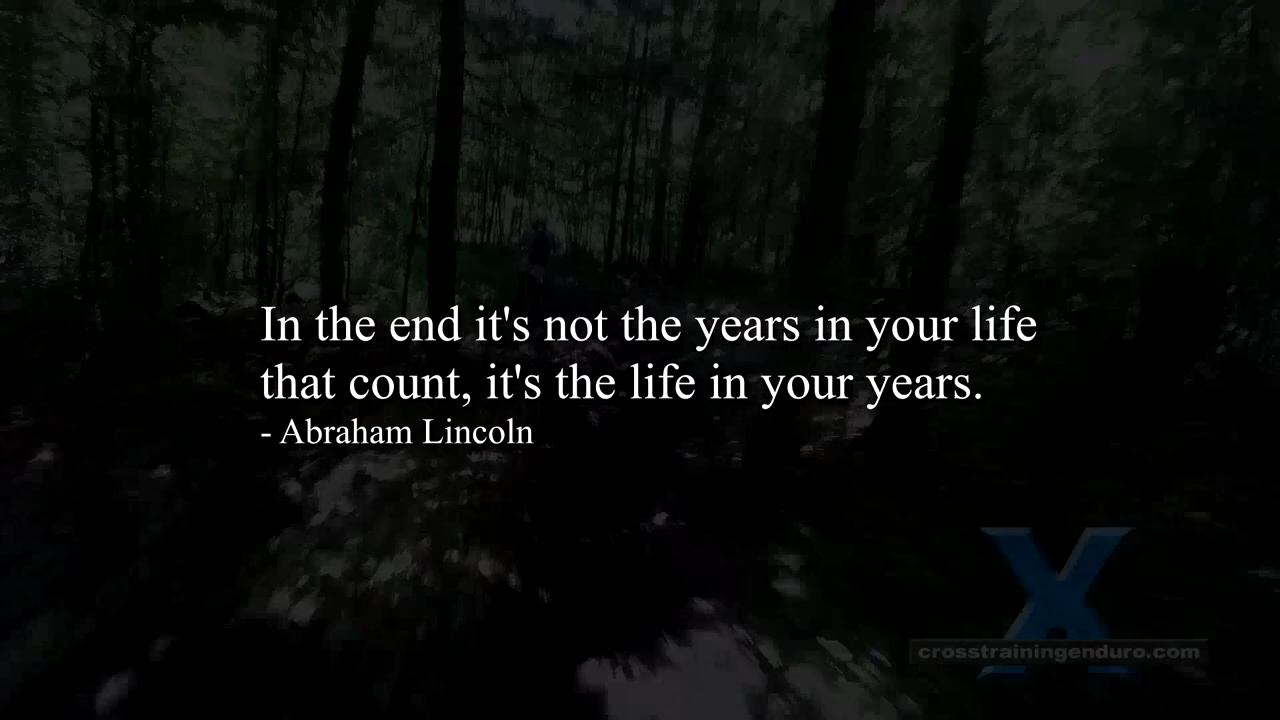 In the end it's not the years in your life
that count, it's the life in your years.
- Abraham Lincoln
X
crosstrainingenduro.com